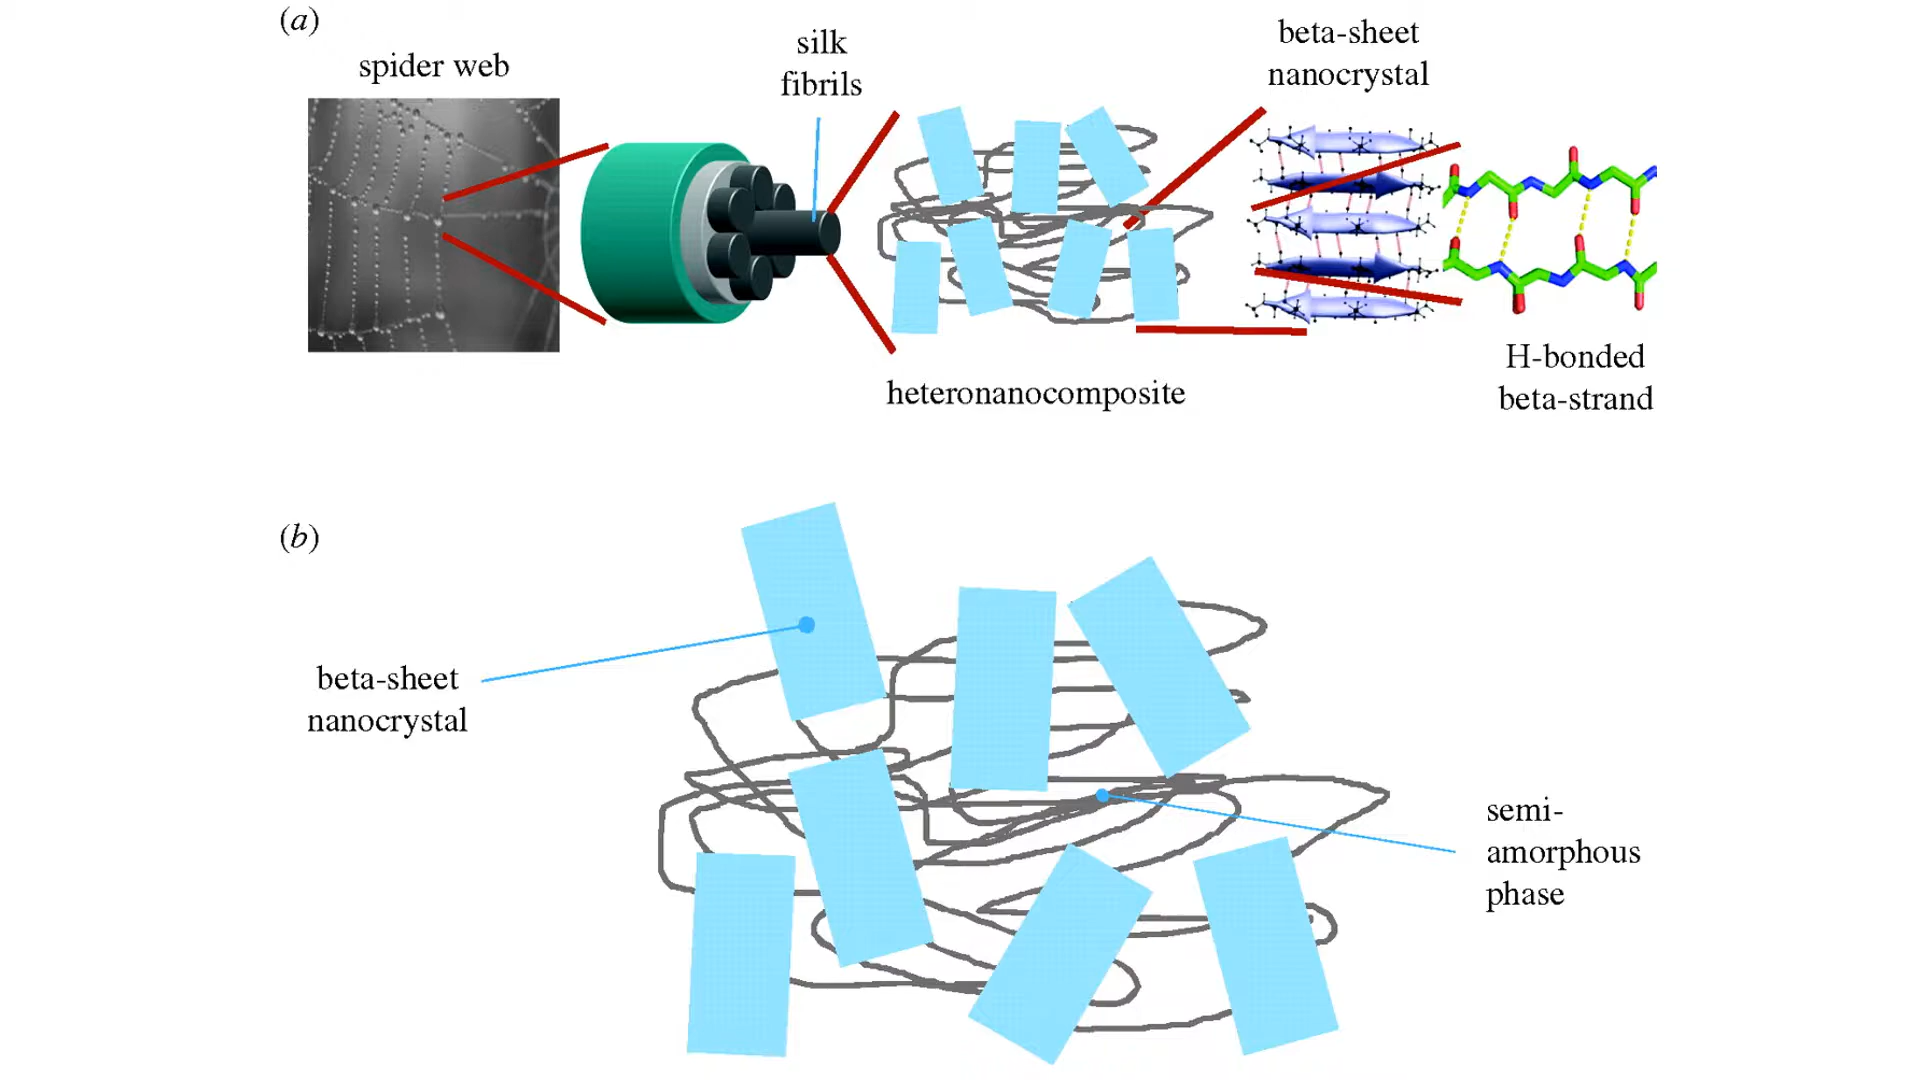 (a)
spider web
silk
fibrils
beta-sheet
nanocrystal
heteronanocomposite
H-bonded
beta-strand
(b)
beta-sheet
nanocrystal
semi-
amorphous
phase